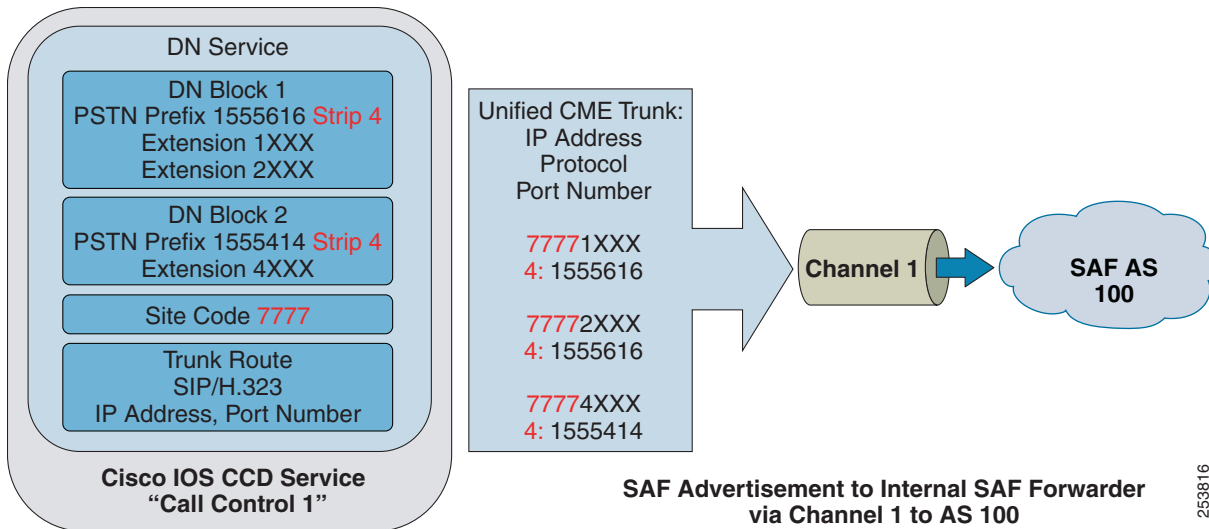 DN Service
DN Block 1
PSTN Prefix 1555616 Strip 4
Extension 1XXX
Extension 2XXX
DN Block 2
PSTN Prefix 1555414 Strip 4
Extension 4XXX
Site Code 7777
Trunk Route
SIP/H.323
IP Address, Port Number
Cisco IOS CCD Service
“Call Control 1”
Unified CME Trunk:
IP Address
Protocol
Port Number
77771XXX
4: 1555616
77772XXX
4: 1555616
77774XXX
4: 1555414
Channel 1
SAF AS
100
SAF Advertisement to Internal SAF Forwarder
via Channel 1 to AS 100
253816